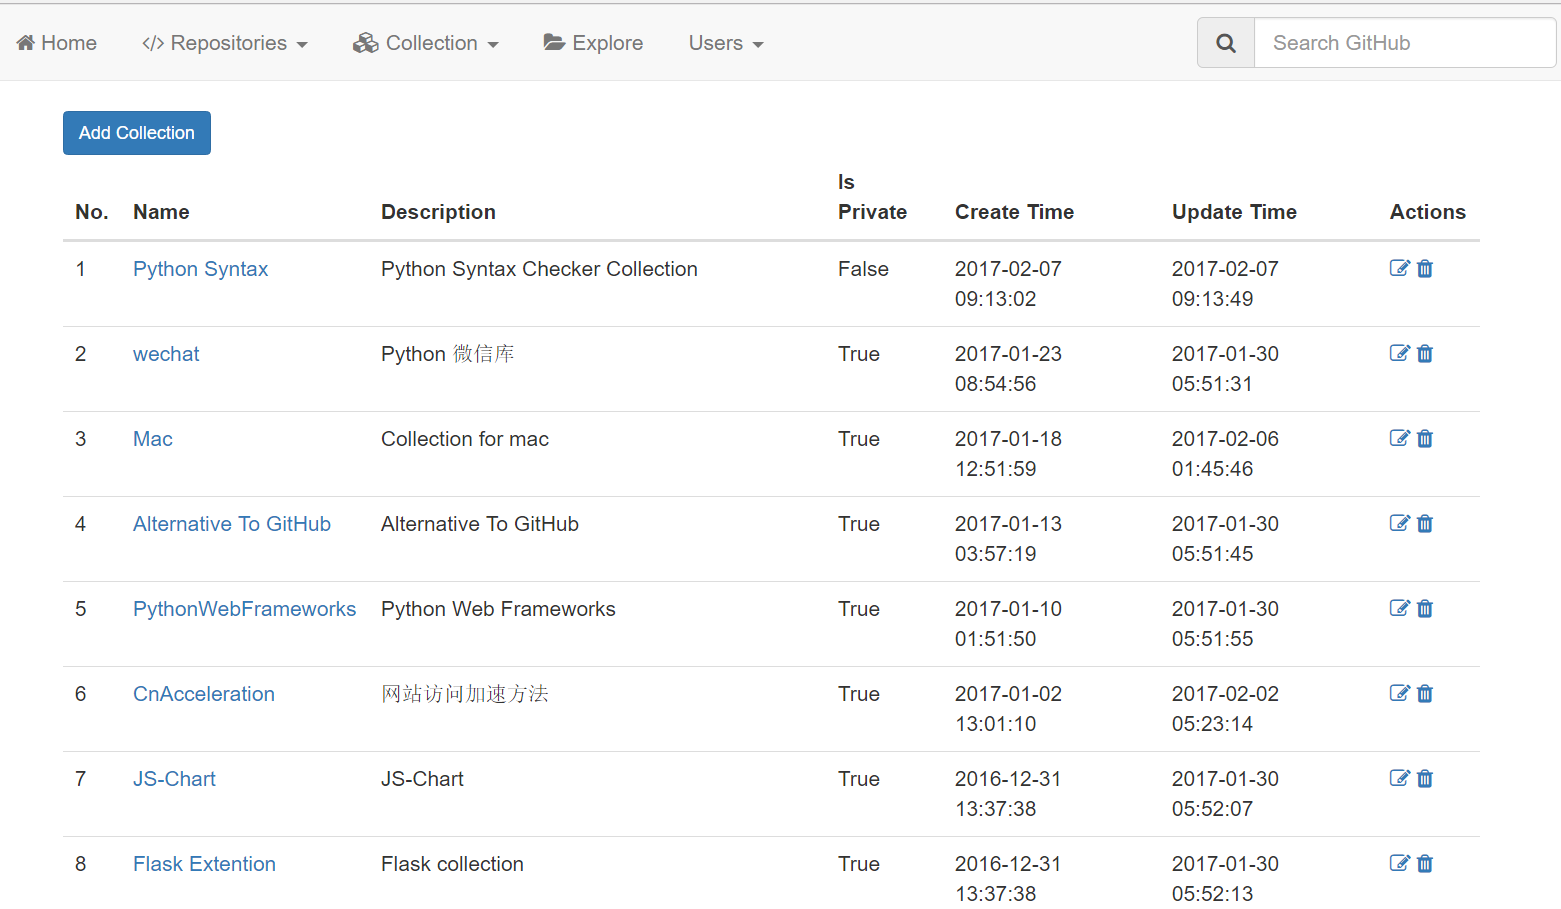 Home Repositories Collection Explore Users Search GitHub
Add Collection
No. Name Description Is Private Create Time Update Time Actions
1 Python Syntax Python Syntax Checker Collection False 2017-02-07 2017-02-07
09:13:02 09:13:49
2 wechat Python 微信库 True 2017-01-23 2017-01-30
08:54:56 05:51:31
3 Mac Collection for mac True 2017-01-18 2017-02-06
12:51:59 01:45:46
4 Alternative To GitHub Alternative To GitHub True 2017-01-13 2017-01-30
03:57:19 05:51:45
5 PythonWebFrameworks Python Web Frameworks True 2017-01-10 2017-01-30
01:51:50 05:51:55
6 CnAcceleration 网站访问加速方法 True 2017-01-02 2017-02-02
13:01:10 05:23:14
7 JS-Chart JS-Chart True 2016-12-31 2017-01-30
13:37:38 05:52:07
8 Flask Extention Flask collection True 2016-12-31 2017-01-30
13:37:38 05:52:13